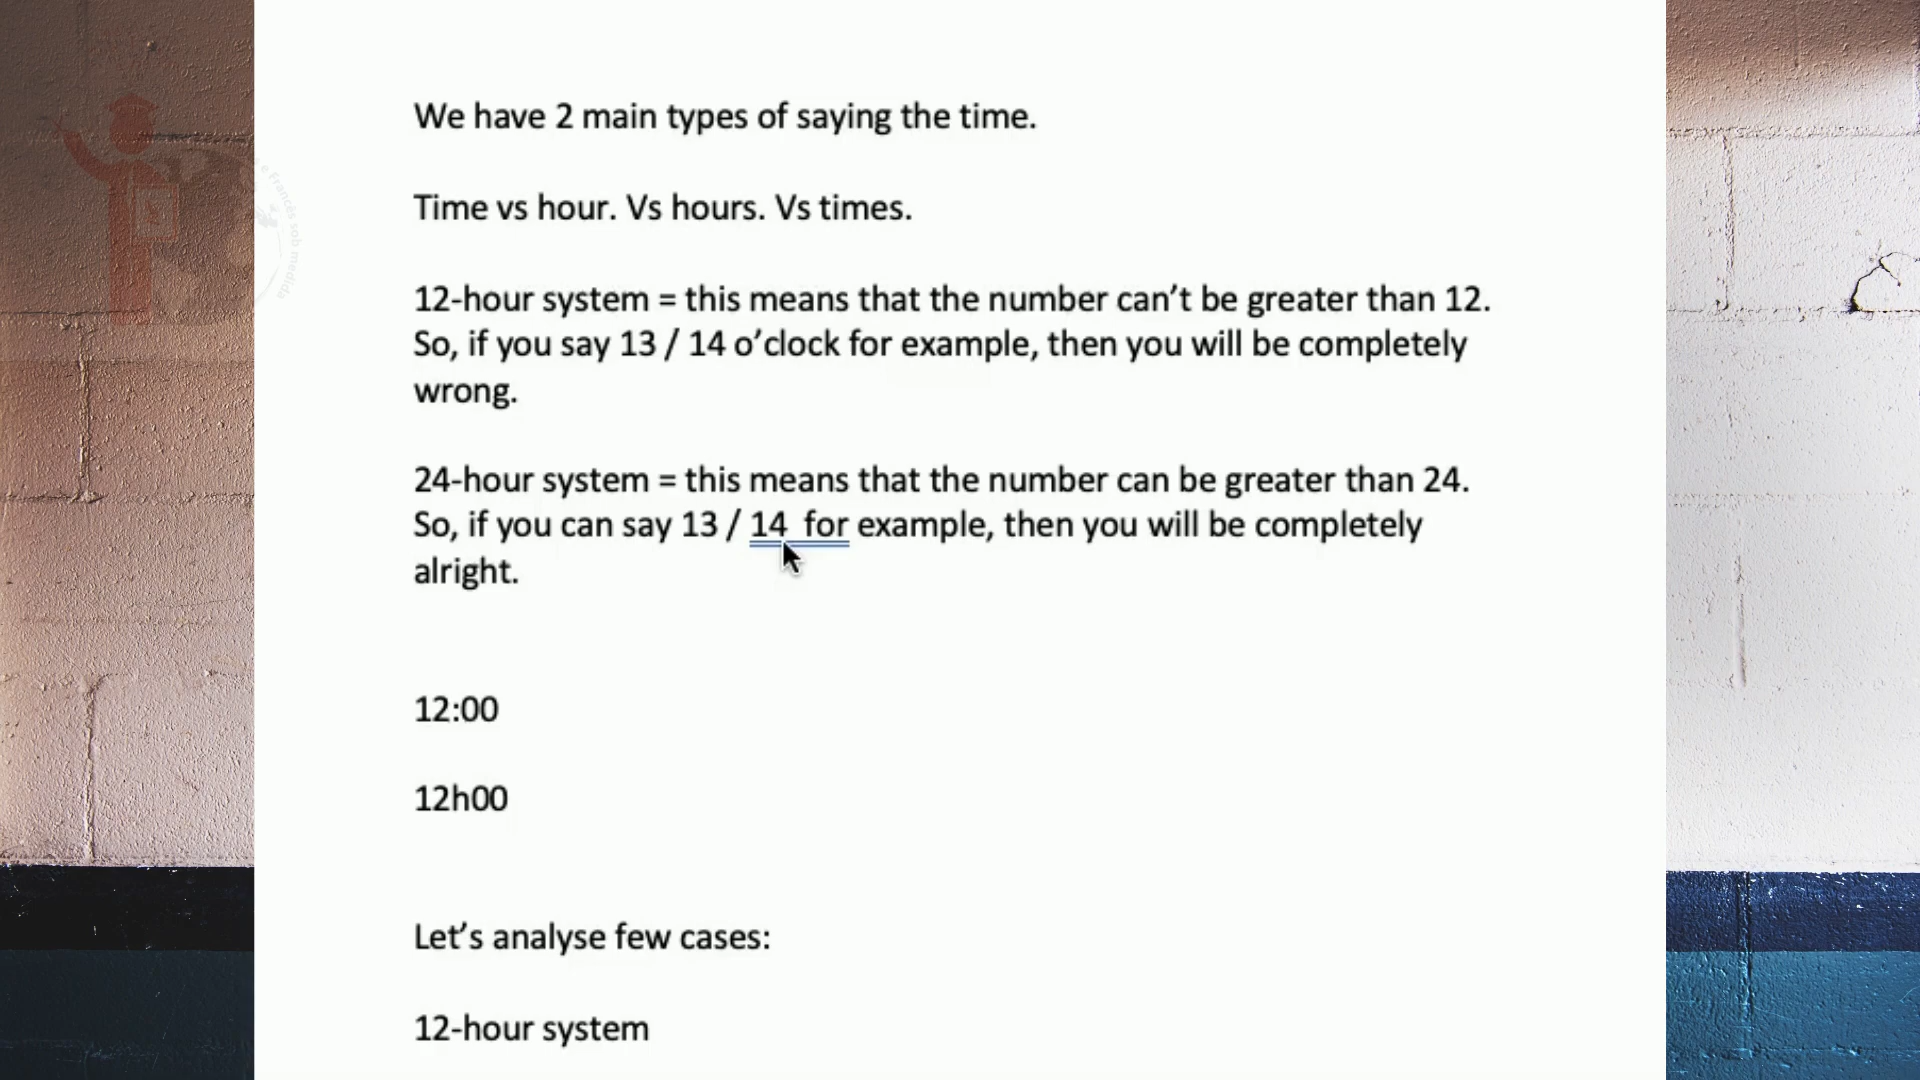 We have 2 main types of saying the time.
Time vs hour. Vs hours. Vs times.
12-hour system = this means that the number can't be greater than 12.
So, if you say 13 / 14 o'clock for example, then you will be completely
wrong.
24-hour system = this means that the number can be greater than 24.
So, if you can say 13 / 14  for example, then you will be completely
alright.
12:00
12h00
Let's analyse few cases:
12-hour system
e Francês sob medida